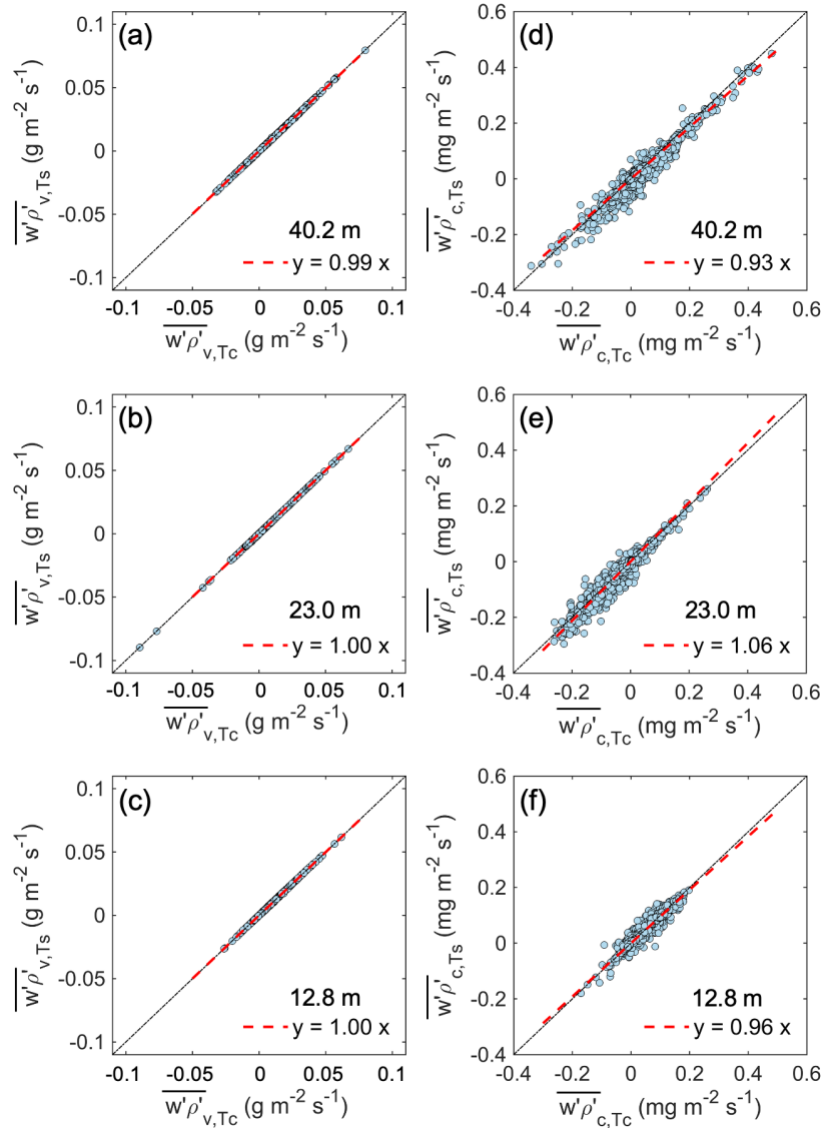 (a)
0.1
0.05
0
-0.05
-0.1
w'ρ'v,Ts (g m-2 s-1)
40.2 m
y = 0.99 x
-0.1 -0.05 0 0.05 0.1
w'ρ'v,Tc (g m-2 s-1)
(d)
0.6
0.4
0.2
0
-0.2
-0.4
w'ρ'c,Ts (mg m-2 s-1)
40.2 m
y = 0.93 x
-0.4 -0.2 0 0.2 0.4 0.6
w'ρ'c,Tc (mg m-2 s-1)
(b)
0.1
0.05
0
-0.05
-0.1
w'ρ'v,Ts (g m-2 s-1)
23.0 m
y = 1.00 x
-0.1 -0.05 0 0.05 0.1
w'ρ'v,Tc (g m-2 s-1)
(e)
0.6
0.4
0.2
0
-0.2
-0.4
w'ρ'c,Ts (mg m-2 s-1)
23.0 m
y = 1.06 x
-0.4 -0.2 0 0.2 0.4 0.6
w'ρ'c,Tc (mg m-2 s-1)
(c)
0.1
0.05
0
-0.05
-0.1
w'ρ'v,Ts (g m-2 s-1)
12.8 m
y = 1.00 x
-0.1 -0.05 0 0.05 0.1
w'ρ'v,Tc (g m-2 s-1)
(f)
0.6
0.4
0.2
0
-0.2
-0.4
w'ρ'c,Ts (mg m-2 s-1)
12.8 m
y = 0.96 x
-0.4 -0.2 0 0.2 0.4 0.6
w'ρ'c,Tc (mg m-2 s-1)